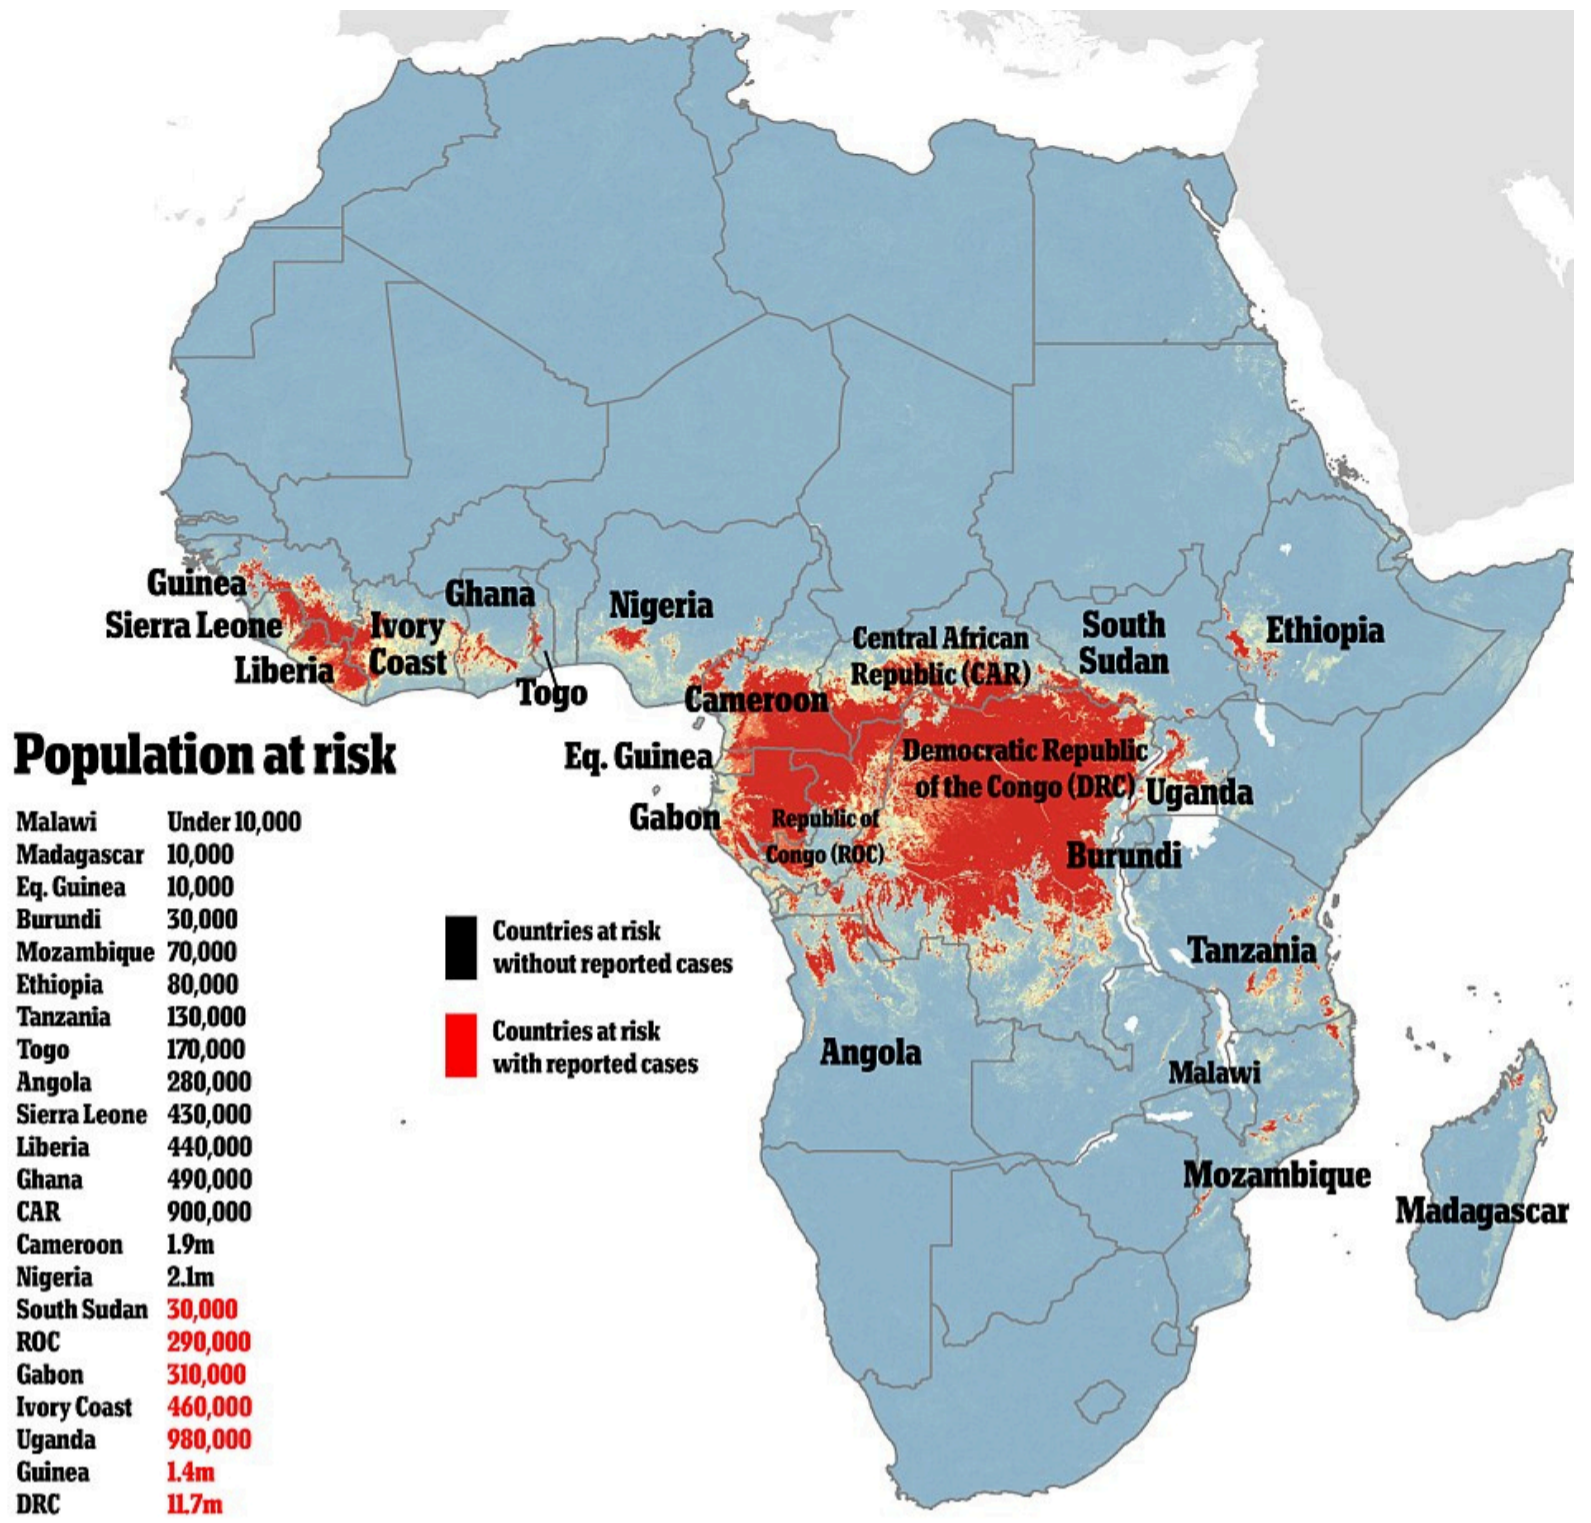 Guinea
Sierra Leone
Liberia
Ivory
Coast
Ghana
Togo
Nigeria
Cameroon
Central African
Republic (CAR)
South
Sudan
Ethiopia
Eq. Guinea
Gabon
Republic of
Congo (ROC)
Democratic Republic
of the Congo (DRC)
Uganda
Burundi
Tanzania
Angola
Malawi
Mozambique
Madagascar
Population at risk
Malawi Under 10,000
Madagascar 10,000
Eq. Guinea 10,000
Burundi 30,000
Mozambique 70,000
Ethiopia 80,000
Tanzania 130,000
Togo 170,000
Angola 280,000
Sierra Leone 430,000
Liberia 440,000
Ghana 490,000
CAR 900,000
Cameroon 1.9m
Nigeria 2.1m
South Sudan 30,000
ROC 290,000
Gabon 310,000
Ivory Coast 460,000
Uganda 980,000
Guinea 1.4m
DRC 11.7m
Countries at risk
without reported cases
Countries at risk
with reported cases